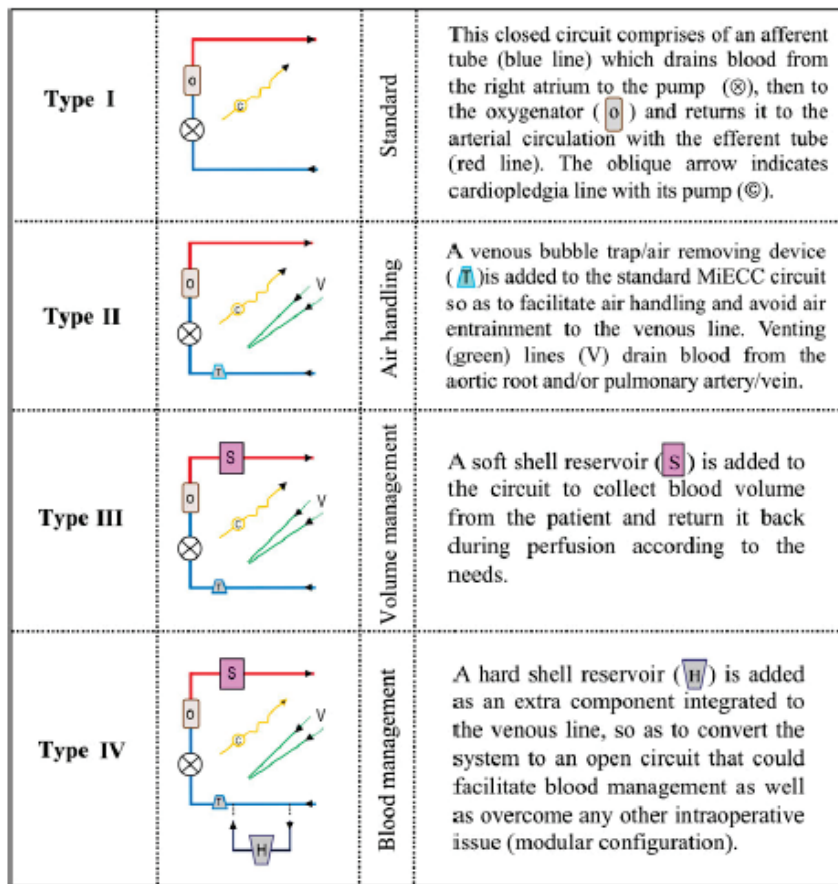 Type I
o
C
Standard
This closed circuit comprises of an afferent
tube (blue line) which drains blood from
the right atrium to the pump (⊗), then to
the oxygenator ( o ) and returns it to the
arterial circulation with the efferent tube
(red line). The oblique arrow indicates
cardiopledgia line with its pump (©).
Type II
o
C
V
T
Air handling
A venous bubble trap/air removing device
( T )is added to the standard MiECC circuit
so as to facilitate air handling and avoid air
entrainment to the venous line. Venting
(green) lines (V) drain blood from the
aortic root and/or pulmonary artery/vein.
Type III
S
o
C
V
T
Volume management
A soft shell reservoir ( S ) is added to
the circuit to collect blood volume
from the patient and return it back
during perfusion according to the
needs.
Type IV
S
o
C
V
T
H
Blood management
A hard shell reservoir ( H ) is added
as an extra component integrated to
the venous line, so as to convert the
system to an open circuit that could
facilitate blood management as well
as overcome any other intraoperative
issue (modular configuration).